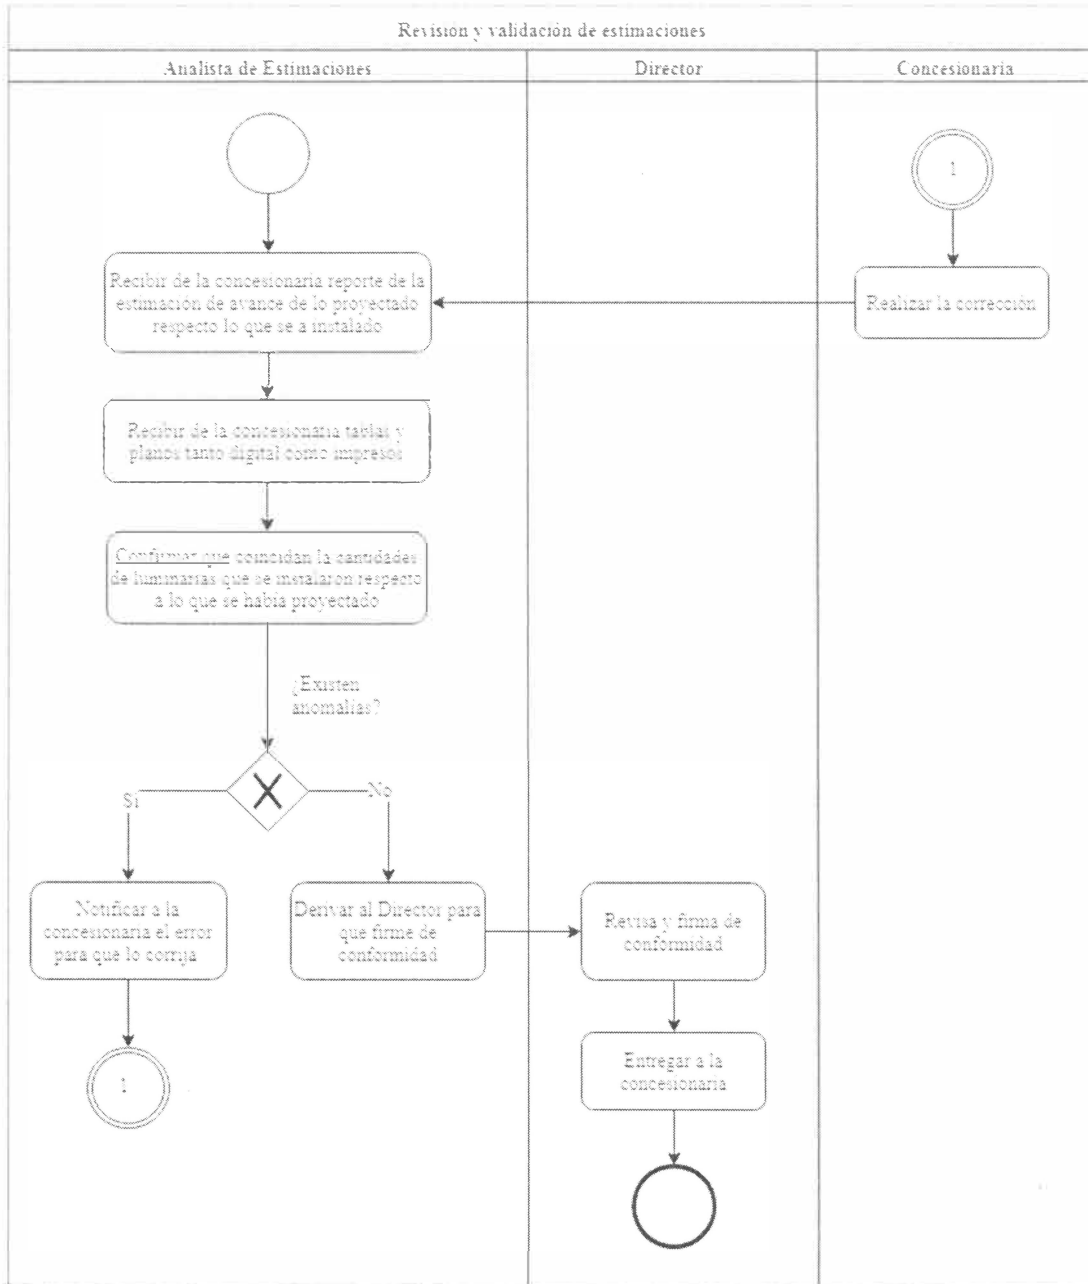 Revisión y validación de estimaciones
Analista de Estimaciones
Director
Concesionaria
1
Recibir de la concesionaria reporte de la
estimación de avance de lo proyectado
respecto lo que se a instalado
Realizar la corrección
Recibir de la concesionaria tablas y
planos tanto digital como impresos
Confirmar que coincidan la cantidades
de luminarias que se instalaron respecto
a lo que se había proyectado
¿Existen
anomalías?
Si
No
Notificar a la
concesionaria el error
para que lo corrija
Derivar al Director para
que firme de
conformidad
Revisa y firma de
conformidad
1
Entregar a la
concesionaria